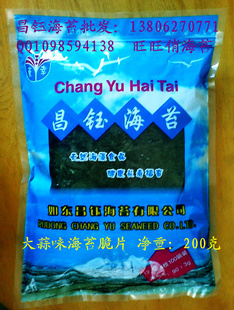 昌钰海苔批发：13806270771
QQ1098594138 旺旺倩海苔
Chang Yu Hai Tai
昌钰海苔
如东昌钰海苔有限公司
RUDONG CHANG YU SEAWEED CO.,LTD.
大蒜味海苔脆片 净重：200克